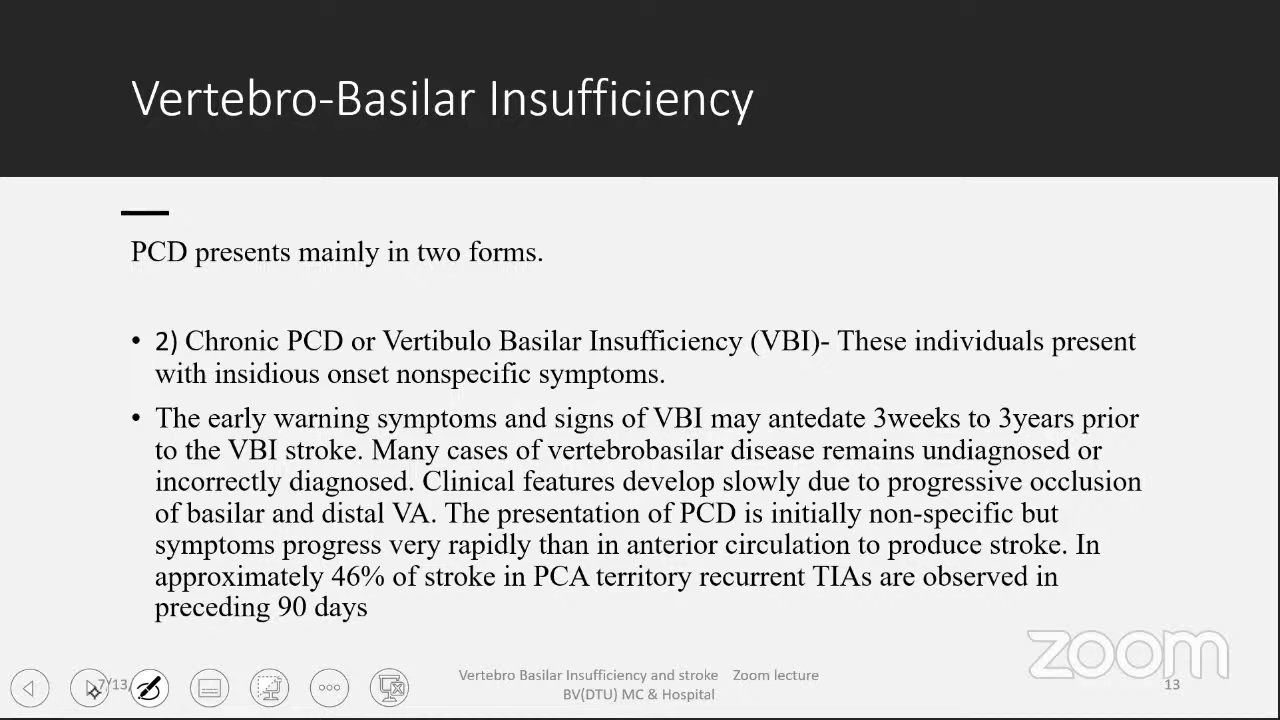 Vertebro-Basilar Insufficiency
PCD presents mainly in two forms.
• 2) Chronic PCD or Vertibulo Basilar Insufficiency (VBI)- These individuals present
with insidious onset nonspecific symptoms.
• The early warning symptoms and signs of VBI may antedate 3weeks to 3years prior
to the VBI stroke. Many cases of vertebrobasilar disease remains undiagnosed or
incorrectly diagnosed. Clinical features develop slowly due to progressive occlusion
of basilar and distal VA. The presentation of PCD is initially non-specific but
symptoms progress very rapidly than in anterior circulation to produce stroke. In
approximately 46% of stroke in PCA territory recurrent TIAs are observed in
preceding 90 days
zoom
Vertebro Basilar Insufficiency and stroke Zoom lecture
BV(DTU) MC & Hospital
13